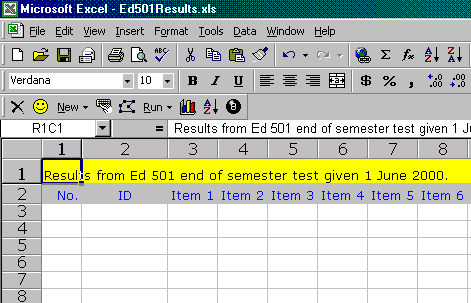 Microsoft Excel - Ed501Results.xls
File Edit View Insert Format Tools Data Window Help
Verdana 10 B I U $ % , .00
New Run
R1C1 = Results from Ed 501 end of semester test given 1 Ju
1 2 3 4 5 6 7 8
1 Results from Ed 501 end of semester test given 1 June 2000.
2 No. ID Item 1 Item 2 Item 3 Item 4 Item 5 Item 6
3
4
5
6
7
8